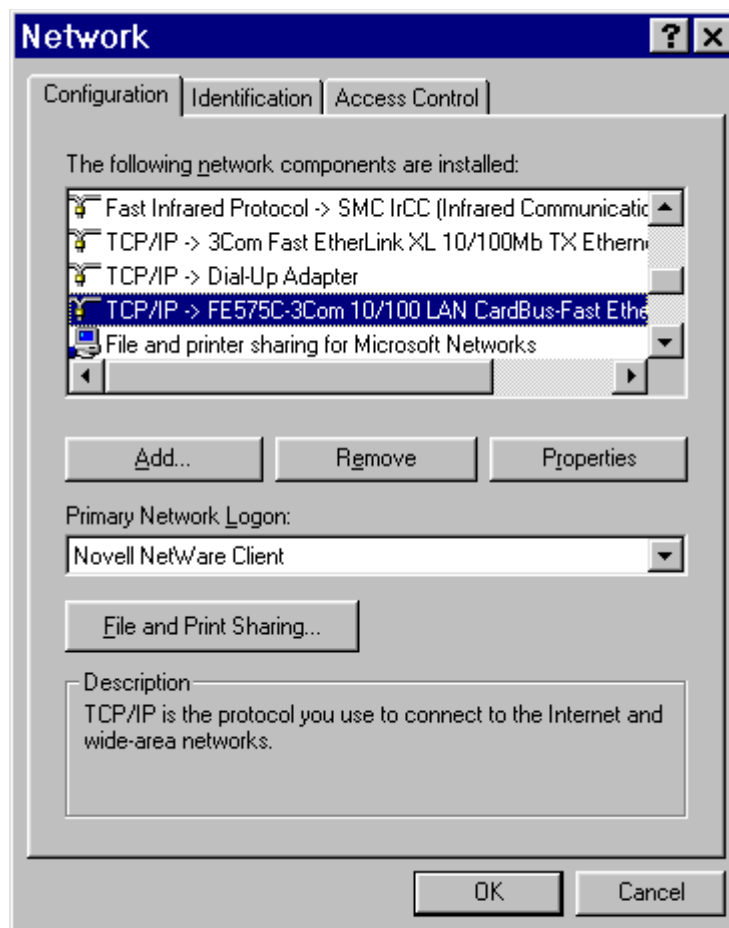 Network
Configuration Identification Access Control
The following network components are installed:
Fast Infrared Protocol -> SMC IrCC (Infrared Communicatic
TCP/IP -> 3Com Fast EtherLink XL 10/100Mb TX Ethern
TCP/IP -> Dial-Up Adapter
TCP/IP -> FE575C-3Com 10/100 LAN CardBus-Fast Ethe
File and printer sharing for Microsoft Networks
Add... Remove Properties
Primary Network Logon:
Novell NetWare Client
File and Print Sharing...
Description
TCP/IP is the protocol you use to connect to the Internet and
wide-area networks.
OK Cancel